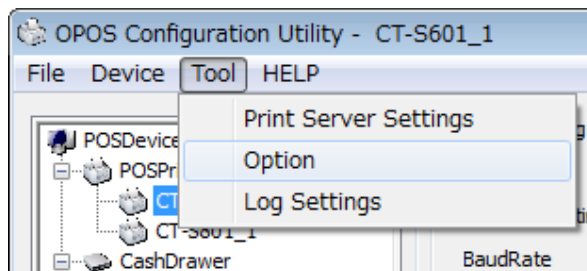 OPOS Configuration Utility - CT-S601_1
File Device Tool HELP
Print Server Settings
POSDevice
Option
POSPr
CT
Log Settings
CT-S601_1
CashDrawer
BaudRate